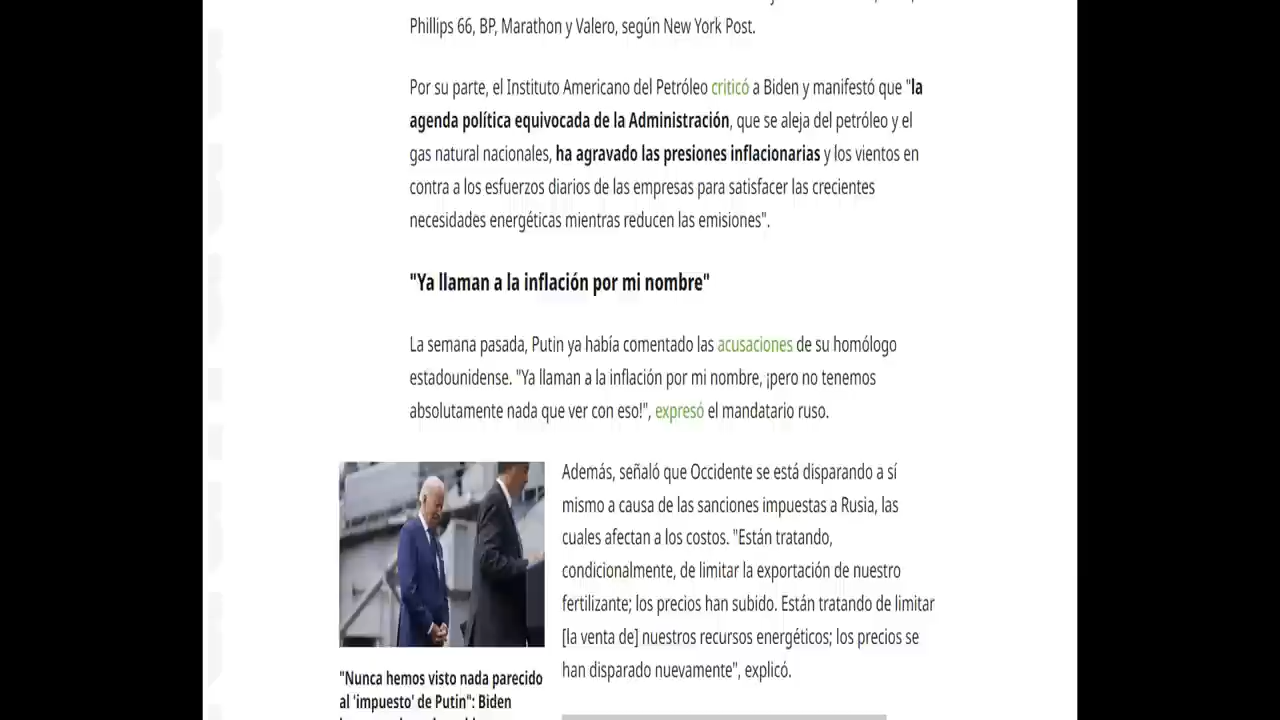 Phillips 66, BP, Marathon y Valero, según New York Post.
Por su parte, el Instituto Americano del Petróleo criticó a Biden y manifestó que "la
agenda política equivocada de la Administración, que se aleja del petróleo y el
gas natural nacionales, ha agravado las presiones inflacionarias y los vientos en
contra a los esfuerzos diarios de las empresas para satisfacer las crecientes
necesidades energéticas mientras reducen las emisiones".
"Ya llaman a la inflación por mi nombre"
La semana pasada, Putin ya había comentado las acusaciones de su homólogo
estadounidense. "Ya llaman a la inflación por mi nombre, ¡pero no tenemos
absolutamente nada que ver con eso!", expresó el mandatario ruso.
Además, señaló que Occidente se está disparando a sí
mismo a causa de las sanciones impuestas a Rusia, las
cuales afectan a los costos. "Están tratando,
condicionalmente, de limitar la exportación de nuestro
fertilizante; los precios han subido. Están tratando de limitar
[la venta de] nuestros recursos energéticos; los precios se
han disparado nuevamente", explicó.
"Nunca hemos visto nada parecido
al 'impuesto' de Putin": Biden